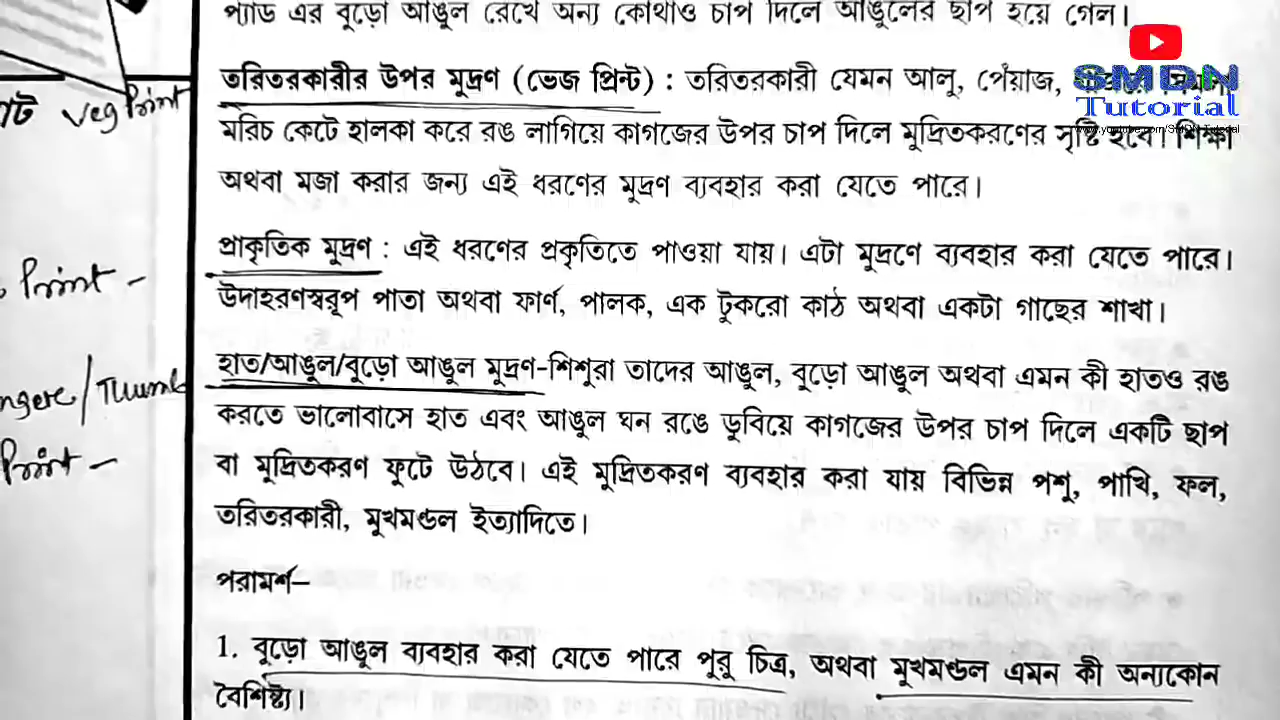 প্যাড এর বুড়ো আঙুল রেখে অন্য কোথাও চাপ দিলে আঙুলের ছাপ হয়ে গেল।
SMDN
Tutorial
www.youtube.com/SMDN Tutorial
তরিতরকারীর উপর মুদ্রণ (ভেজ প্রিন্ট) : তরিতরকারী যেমন আলু, পেঁয়াজ,
Veg Print
মরিচ কেটে হালকা করে রঙ লাগিয়ে কাগজের উপর চাপ দিলে মুদ্রিতকরণের সৃষ্টি হবে। শিক্ষা
অথবা মজা করার জন্য এই ধরণের মুদ্রণ ব্যবহার করা যেতে পারে।
প্রাকৃতিক মুদ্রণ : এই ধরণের প্রকৃতিতে পাওয়া যায়। এটা মুদ্রণে ব্যবহার করা যেতে পারে।
Print –
উদাহরণস্বরূপ পাতা অথবা ফার্ণ, পালক, এক টুকরো কাঠ অথবা একটা গাছের শাখা।
হাত/আঙুল/বুড়ো আঙুল মুদ্রণ-শিশুরা তাদের আঙুল, বুড়ো আঙুল অথবা এমন কী হাতও রঙ
/Thumb
করতে ভালোবাসে হাত এবং আঙুল ঘন রঙে ডুবিয়ে কাগজের উপর চাপ দিলে একটি ছাপ
Print –
বা মুদ্রিতকরণ ফুটে উঠবে। এই মুদ্রিতকরণ ব্যবহার করা যায় বিভিন্ন পশু, পাখি, ফল,
তরিতরকারী, মুখমণ্ডল ইত্যাদিতে।
পরামর্শ–
1. বুড়ো আঙুল ব্যবহার করা যেতে পারে পুরু চিত্র, অথবা মুখমণ্ডল এমন কী অন্যকোন
বৈশিষ্ট্য।